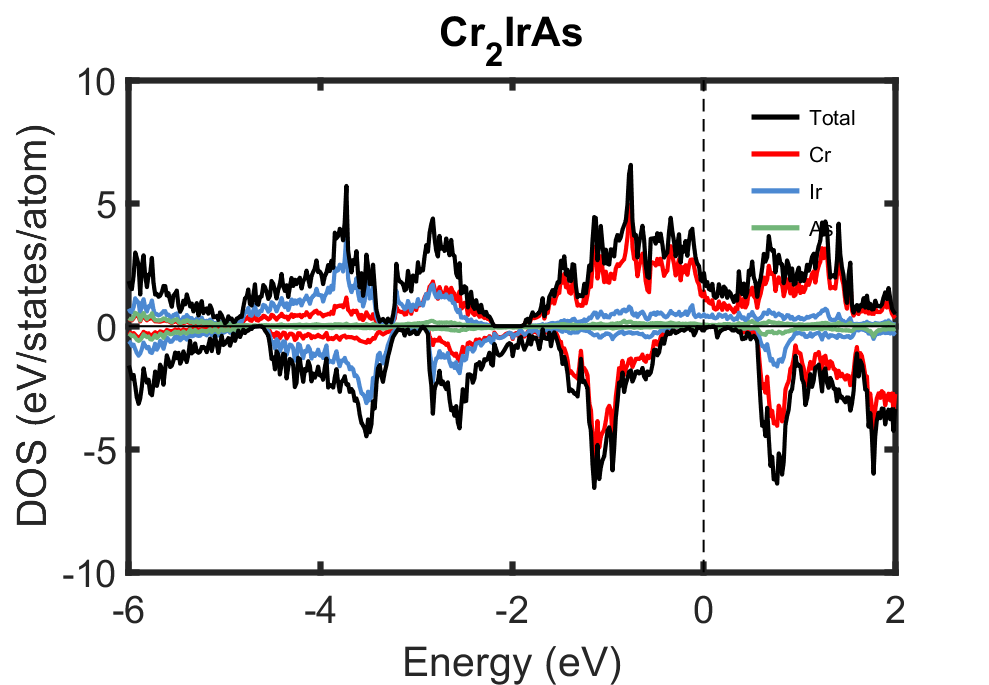 Cr2IrAs
10
5
0
-5
-10
DOS (eV/states/atom)
Total
Cr
Ir
As
-6 -4 -2 0 2
Energy (eV)